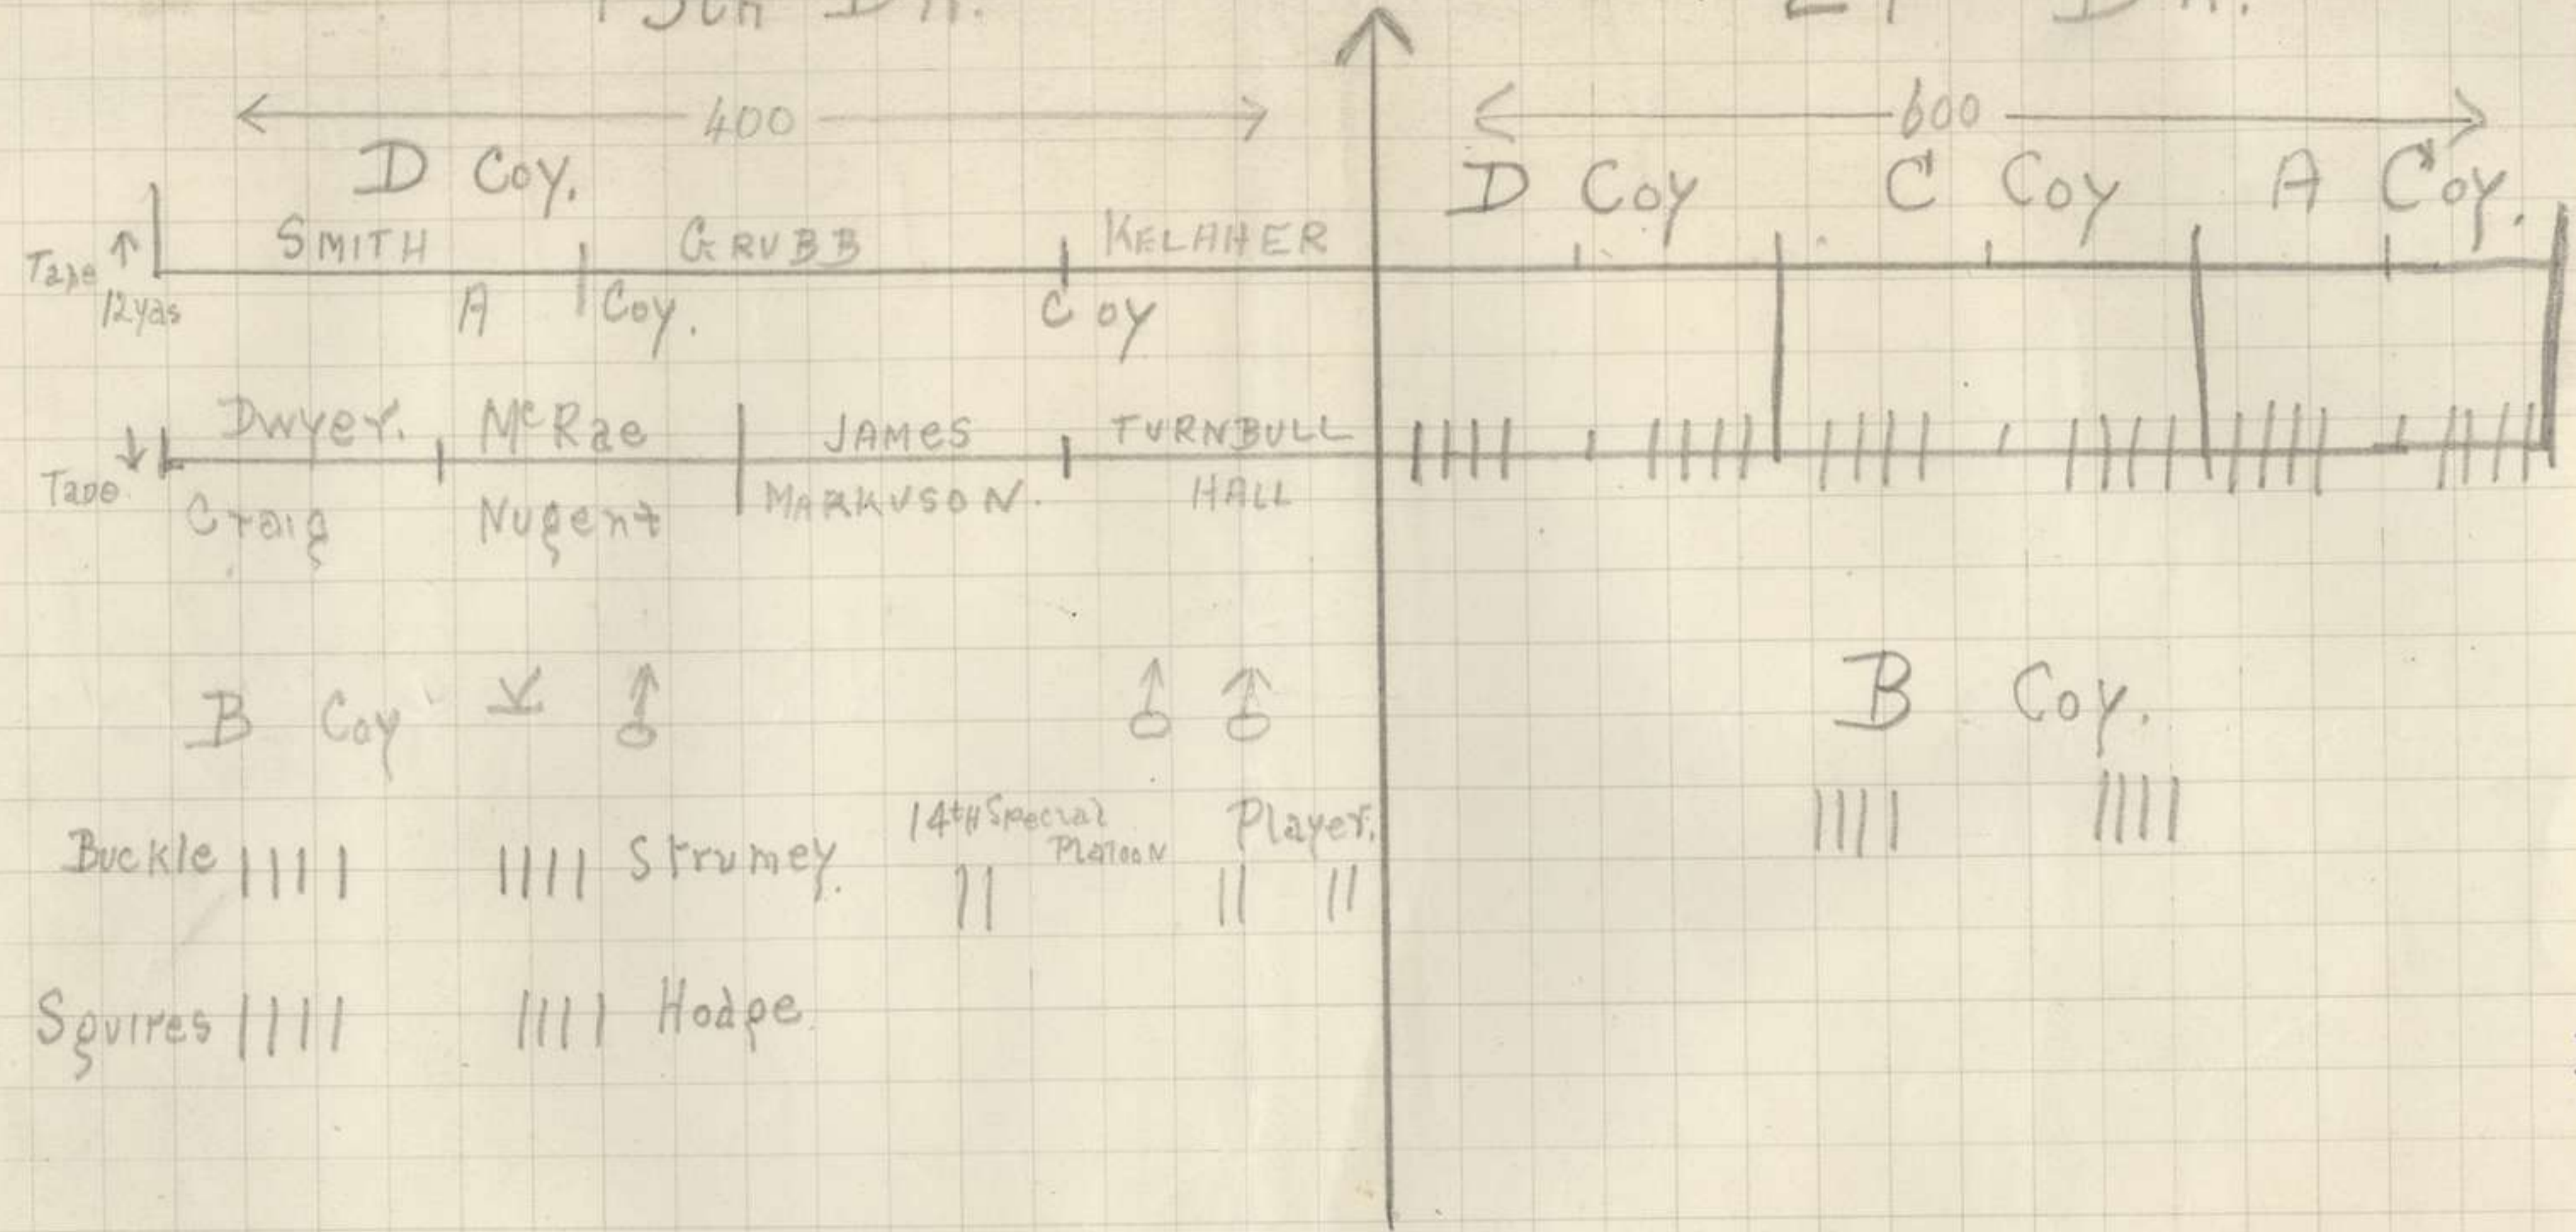 400
600
D Coy.
D Coy C Coy A Coy.
SMITH GRUBB KELAHER
Tape
12yds
A Coy. C Coy
Dwyer. McRae JAMES TURNBULL
Tape
Craig Nugent MARKUSON. HALL
B Coy
B Coy.
14th Special Platoon
Player.
Buckle Strumey.
Squires Hodge.